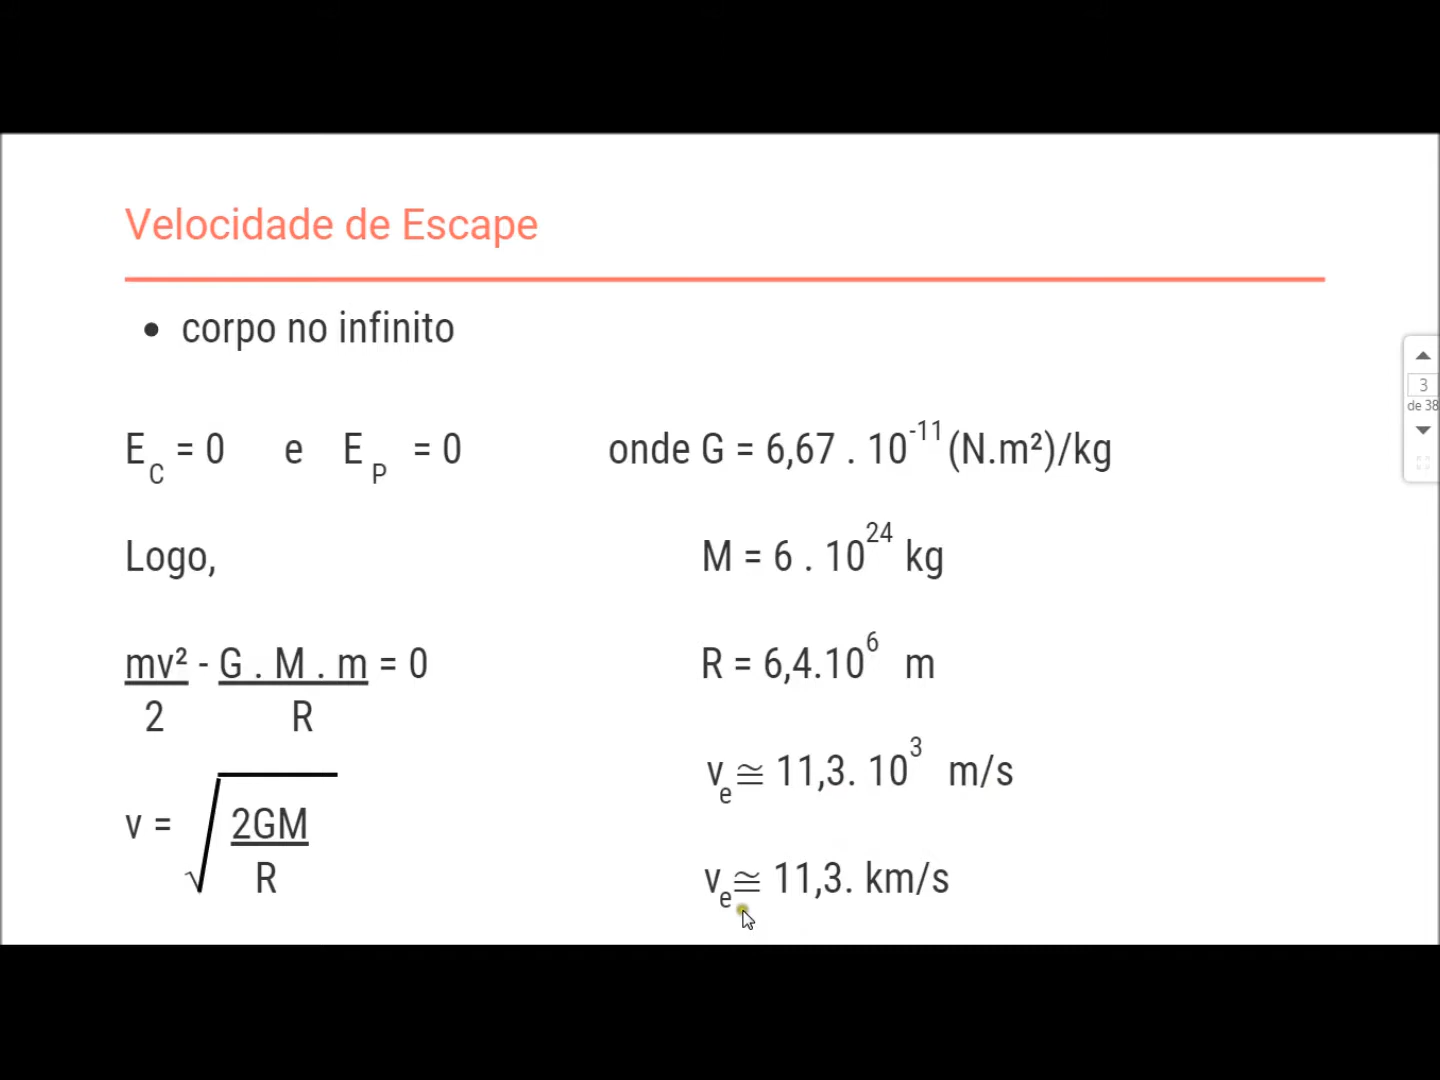 Velocidade de Escape
• corpo no infinito
E_C = 0 e E_P = 0
onde G = 6,67 . 10^-11 (N.m²)/kg
Logo,
M = 6 . 10^24 kg
mv² - G . M . m = 0
2 R
R = 6,4.10^6 m
v_e ≅ 11,3. 10^3 m/s
v = √ 2GM
R
v_e ≅ 11,3. km/s
3
de 38